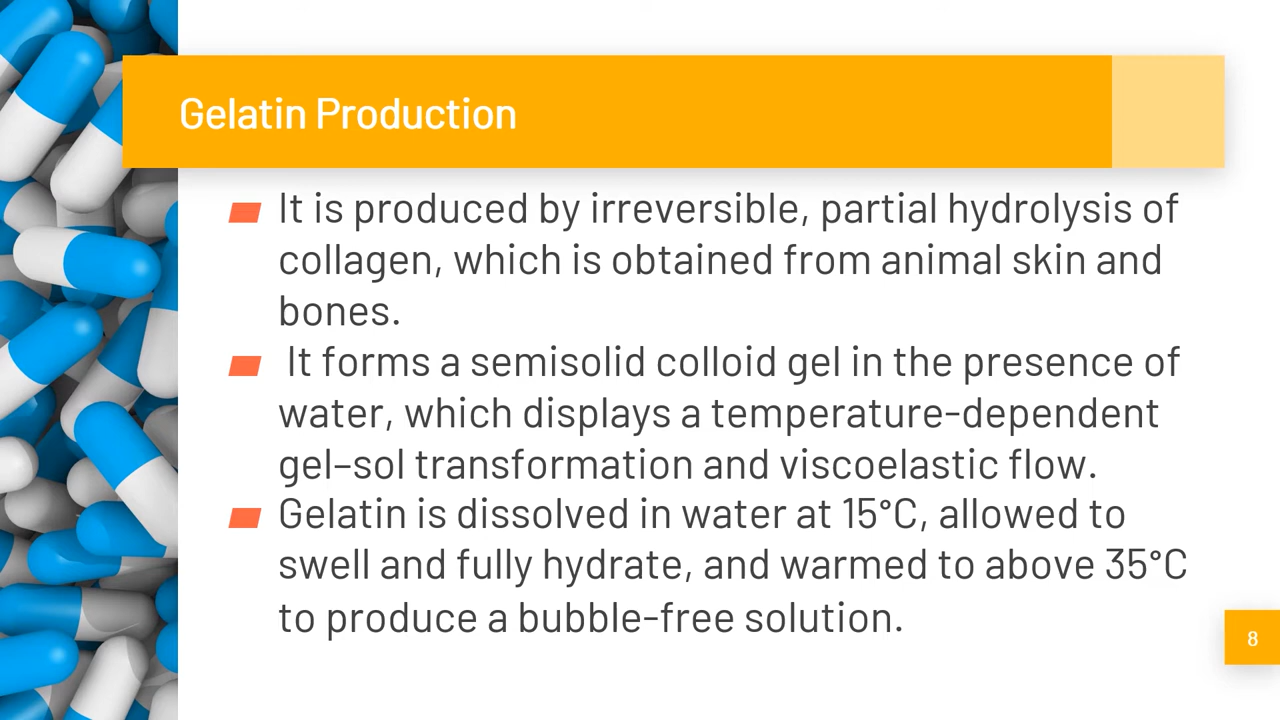 Gelatin Production
It is produced by irreversible, partial hydrolysis of
collagen, which is obtained from animal skin and
bones.
It forms a semisolid colloid gel in the presence of
water, which displays a temperature-dependent
gel–sol transformation and viscoelastic flow.
Gelatin is dissolved in water at 15°C, allowed to
swell and fully hydrate, and warmed to above 35°C
to produce a bubble-free solution.
8